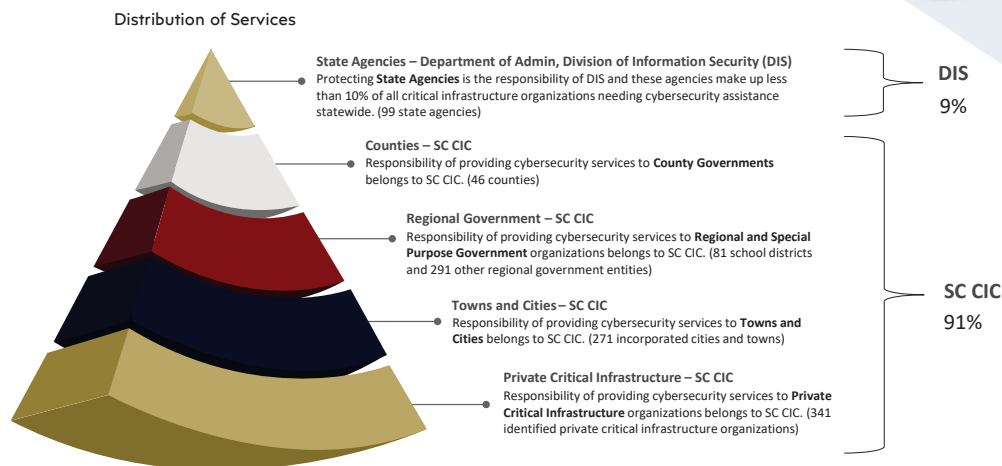 Distribution of Services
State Agencies – Department of Admin, Division of Information Security (DIS)
Protecting State Agencies is the responsibility of DIS and these agencies make up less
than 10% of all critical infrastructure organizations needing cybersecurity assistance
statewide. (99 state agencies)
DIS
9%
Counties – SC CIC
Responsibility of providing cybersecurity services to County Governments
belongs to SC CIC. (46 counties)
Regional Government – SC CIC
Responsibility of providing cybersecurity services to Regional and Special
Purpose Government organizations belongs to SC CIC. (81 school districts
and 291 other regional government entities)
Towns and Cities – SC CIC
Responsibility of providing cybersecurity services to Towns and
Cities belongs to SC CIC. (271 incorporated cities and towns)
Private Critical Infrastructure – SC CIC
Responsibility of providing cybersecurity services to Private
Critical Infrastructure organizations belongs to SC CIC. (341
identified private critical infrastructure organizations)
SC CIC
91%